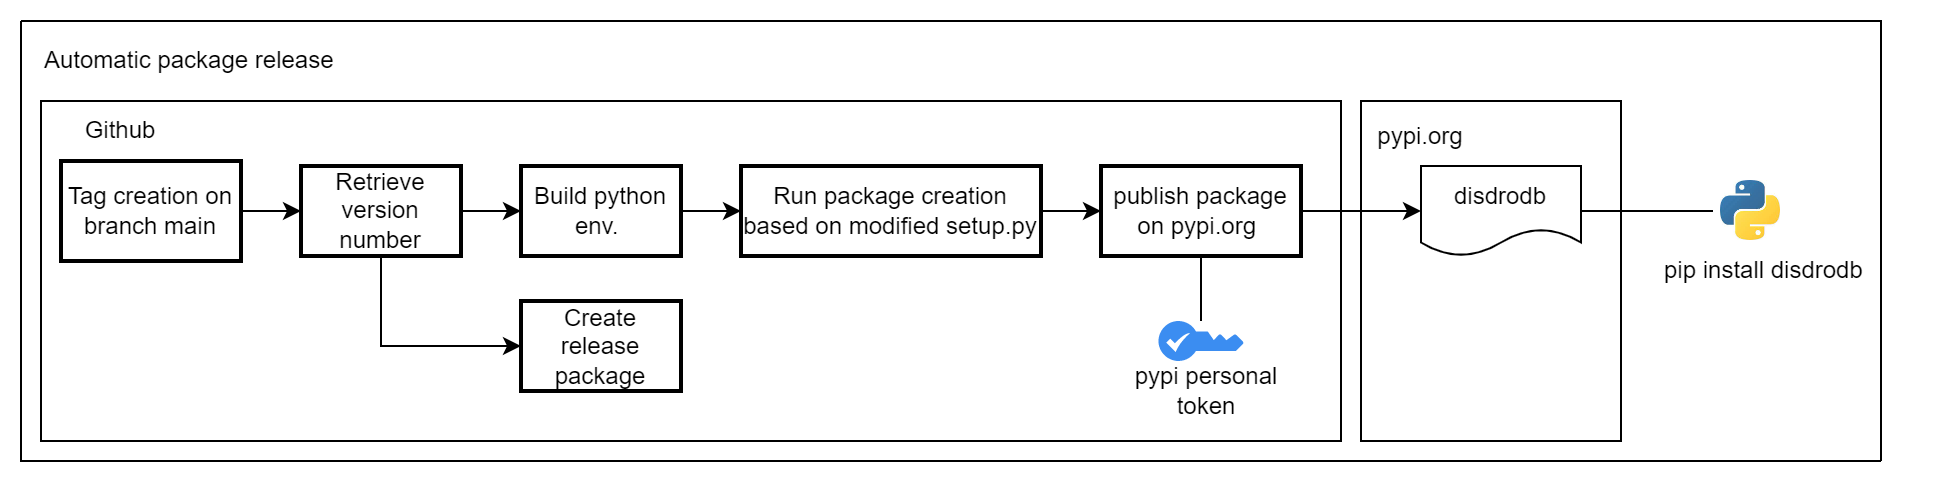 Automatic package release
Github
Tag creation on
branch main
Retrieve
version
number
Build python
env.
Run package creation
based on modified setup.py
publish package
on pypi.org
Create
release
package
pypi personal
token
pypi.org
disdrodb
pip install disdrodb